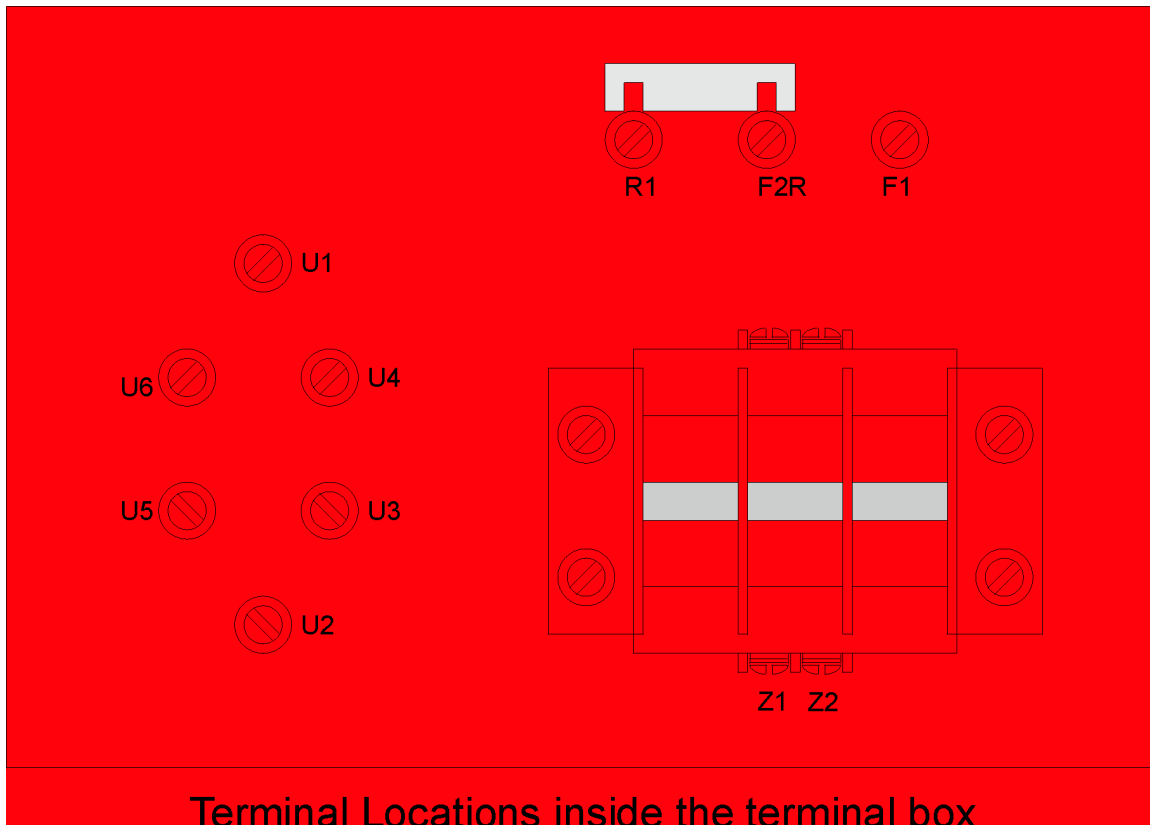 R1 F2R F1
U1
U6 U4
U5 U3
U2
Z1 Z2
Terminal Locations inside the terminal box